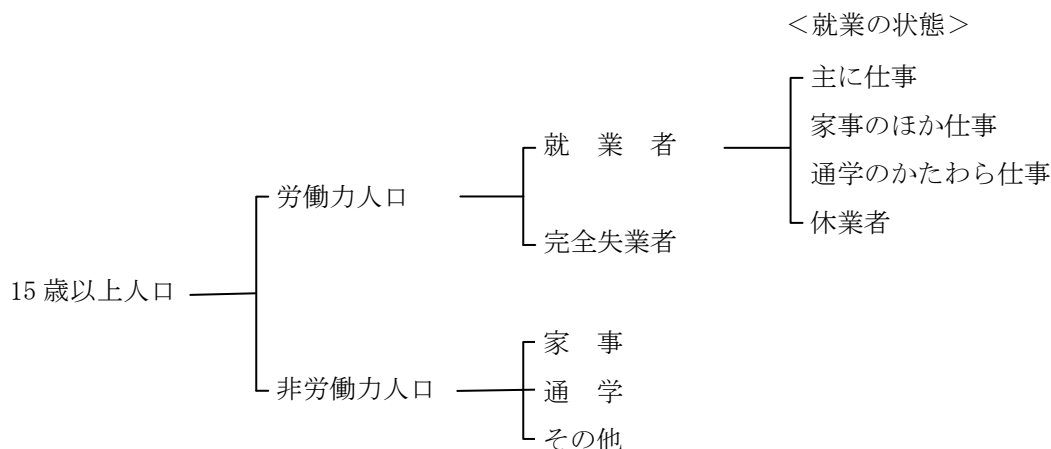 ＜就業の状態＞
主に仕事
家事のほか仕事
就　業　者
通学のかたわら仕事
労働力人口
休業者
完全失業者
15 歳以上人口
家　事
非労働力人口
通　学
その他